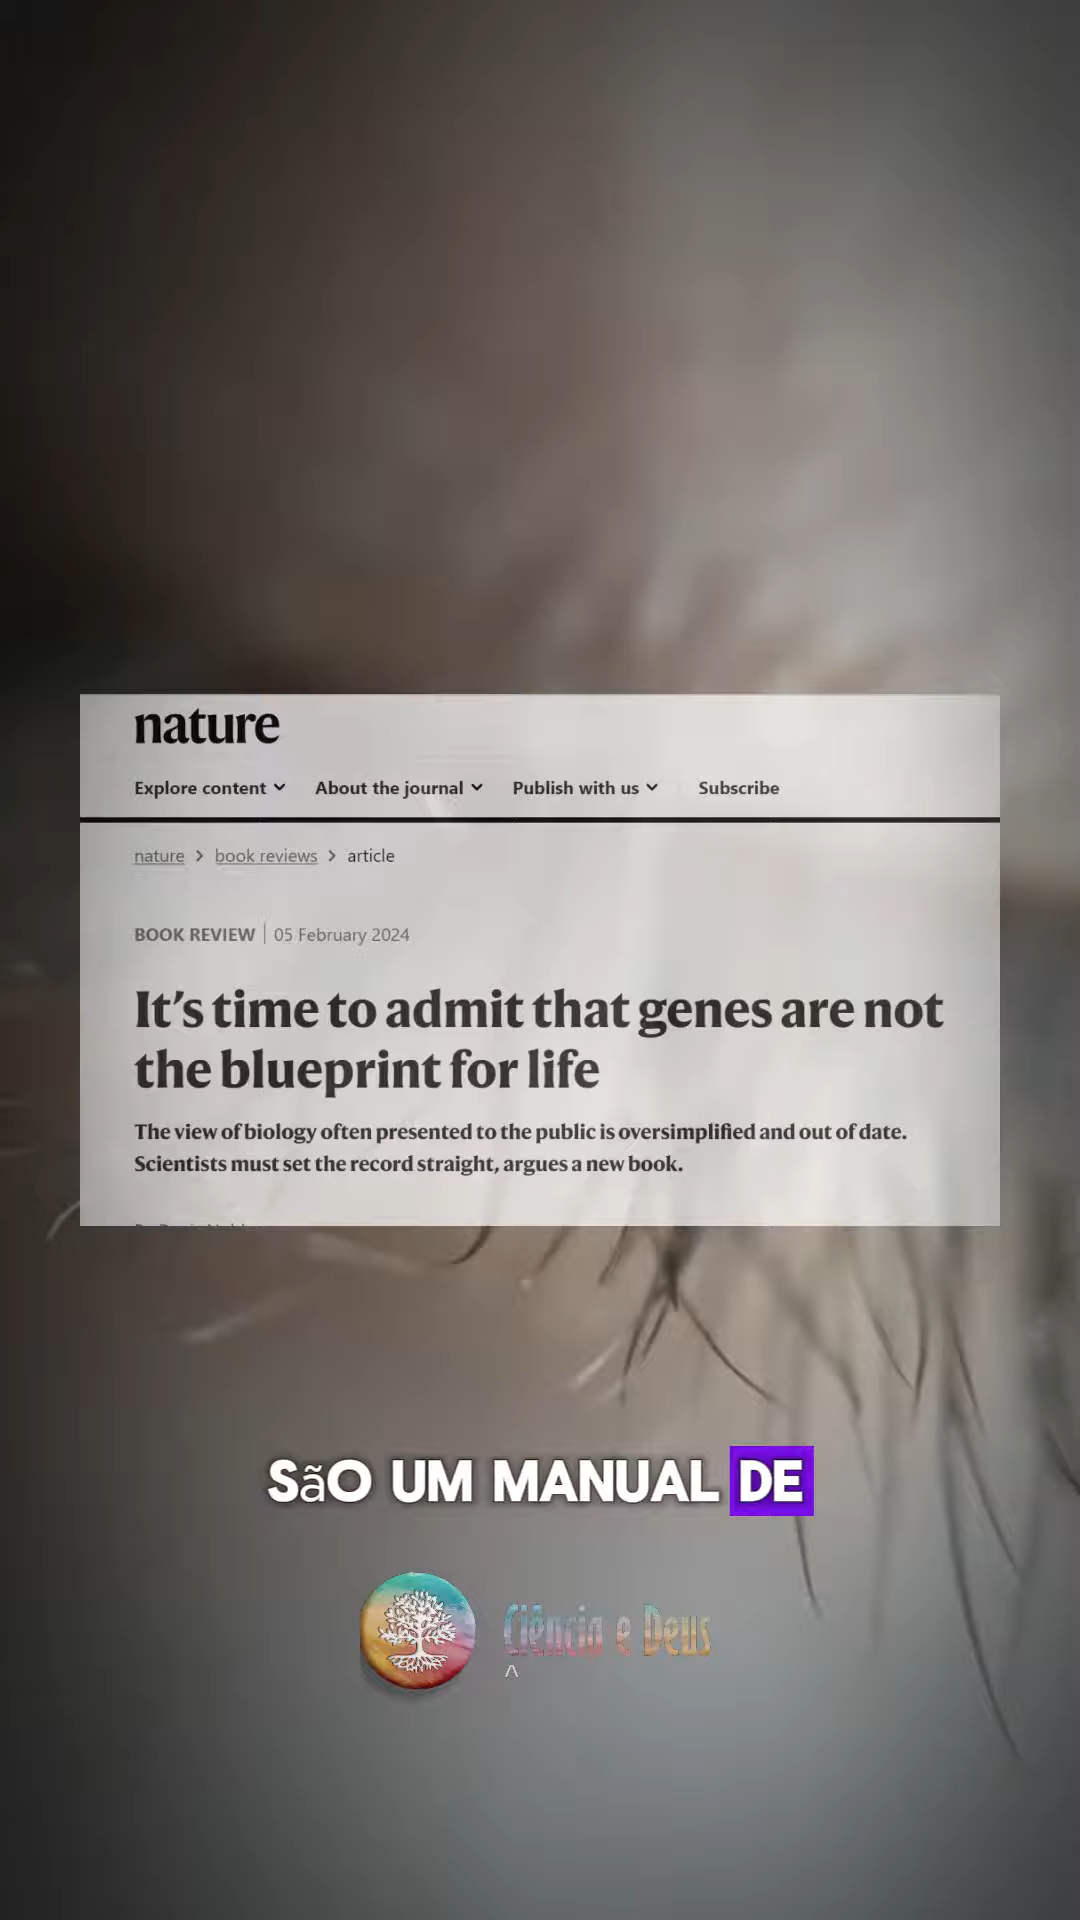 nature
Explore content About the journal Publish with us Subscribe
nature > book reviews > article
BOOK REVIEW | 05 February 2024
It's time to admit that genes are not
the blueprint for life
The view of biology often presented to the public is oversimplified and out of date.
Scientists must set the record straight, argues a new book.
SãO UM MANUAL DE
Ciência e Deus